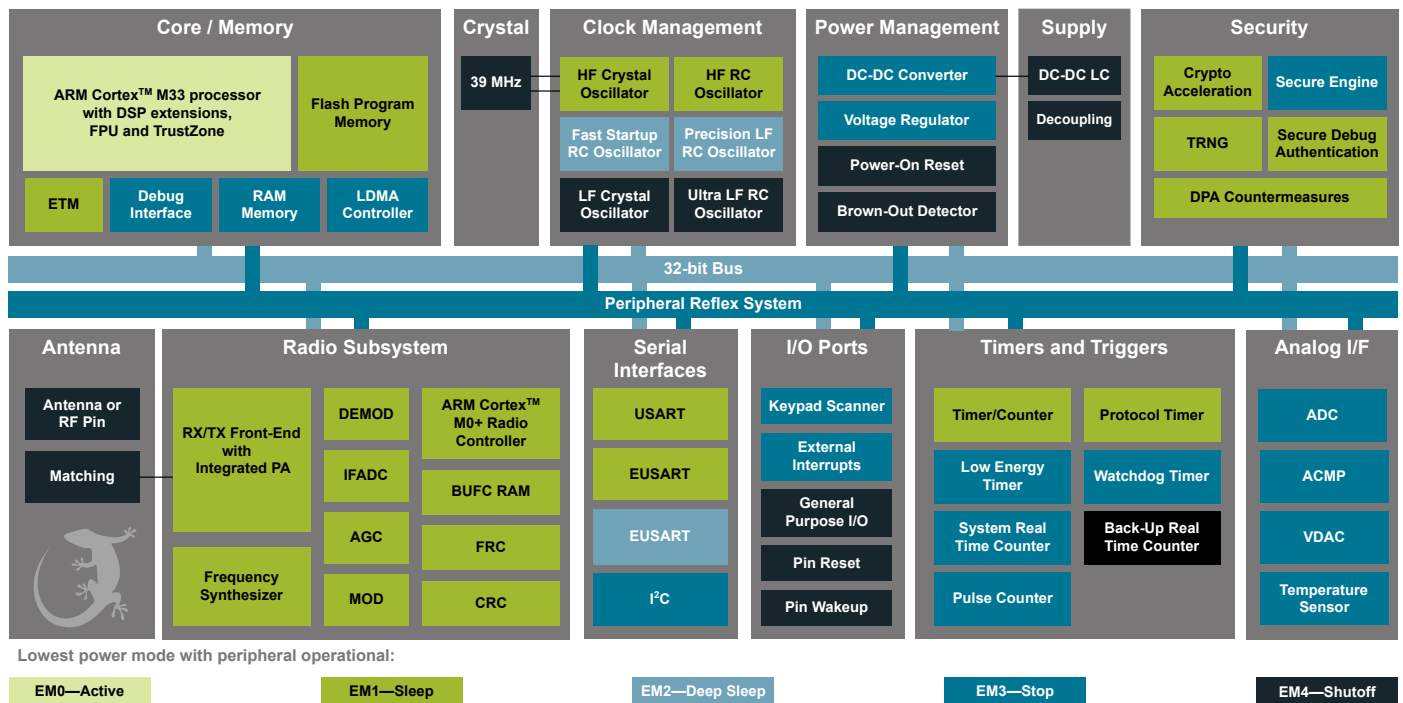 Core / Memory
ARM Cortex™ M33 processor
with DSP extensions,
FPU and TrustZone
Flash Program
Memory
ETM
Debug
Interface
RAM
Memory
LDMA
Controller
Crystal
39 MHz
Clock Management
HF Crystal
Oscillator
HF RC
Oscillator
Fast Startup
RC Oscillator
Precision LF
RC Oscillator
LF Crystal
Oscillator
Ultra LF RC
Oscillator
Power Management
DC-DC Converter
Voltage Regulator
Power-On Reset
Brown-Out Detector
Supply
DC-DC LC
Decoupling
Security
Crypto
Acceleration
Secure Engine
TRNG
Secure Debug
Authentication
DPA Countermeasures
32-bit Bus
Peripheral Reflex System
Antenna
Antenna or
RF Pin
Matching
Radio Subsystem
RX/TX Front-End
with
Integrated PA
Frequency
Synthesizer
DEMOD
IFADC
AGC
MOD
ARM Cortex™
M0+ Radio
Controller
BUFC RAM
FRC
CRC
Serial
Interfaces
USART
EUSART
EUSART
I²C
I/O Ports
Keypad Scanner
External
Interrupts
General
Purpose I/O
Pin Reset
Pin Wakeup
Timers and Triggers
Timer/Counter
Protocol Timer
Low Energy
Timer
Watchdog Timer
System Real
Time Counter
Back-Up Real
Time Counter
Pulse Counter
Analog I/F
ADC
ACMP
VDAC
Temperature
Sensor
Lowest power mode with peripheral operational:
EM0—Active
EM1—Sleep
EM2—Deep Sleep
EM3—Stop
EM4—Shutoff